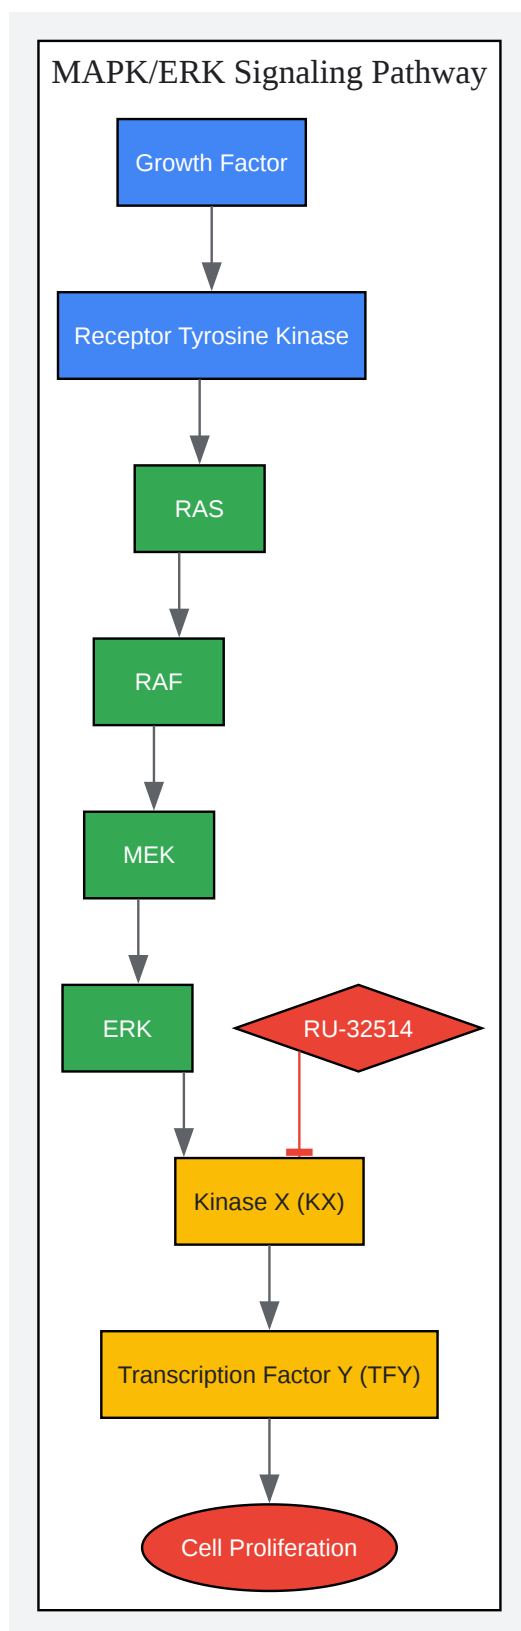 MAPK/ERK Signaling Pathway
Growth Factor
Receptor Tyrosine Kinase
RAS
RAF
MEK
ERK
RU-32514
Kinase X (KX)
Transcription Factor Y (TFY)
Cell Proliferation